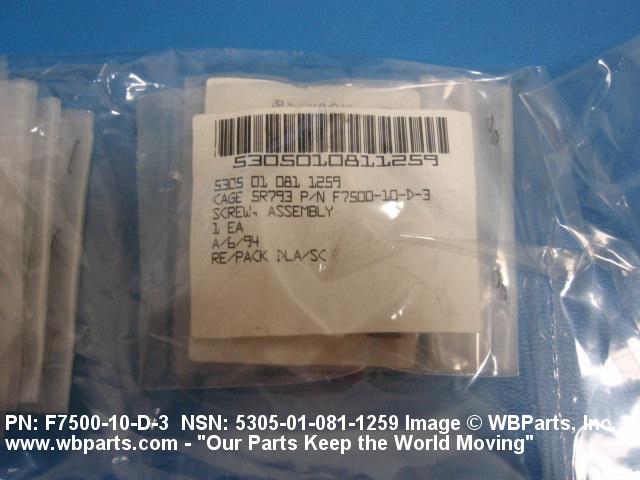 5305010811259
5305 01 081 1259
CAGE 5R793 P/N F7500-10-D-3
SCREW, ASSEMBLY
1 EA
A/6/94
RE/PACK DLA/SC
PN: F7500-10-D-3 NSN: 5305-01-081-1259 Image © WBParts, Inc.
www.wbparts.com - "Our Parts Keep the World Moving"